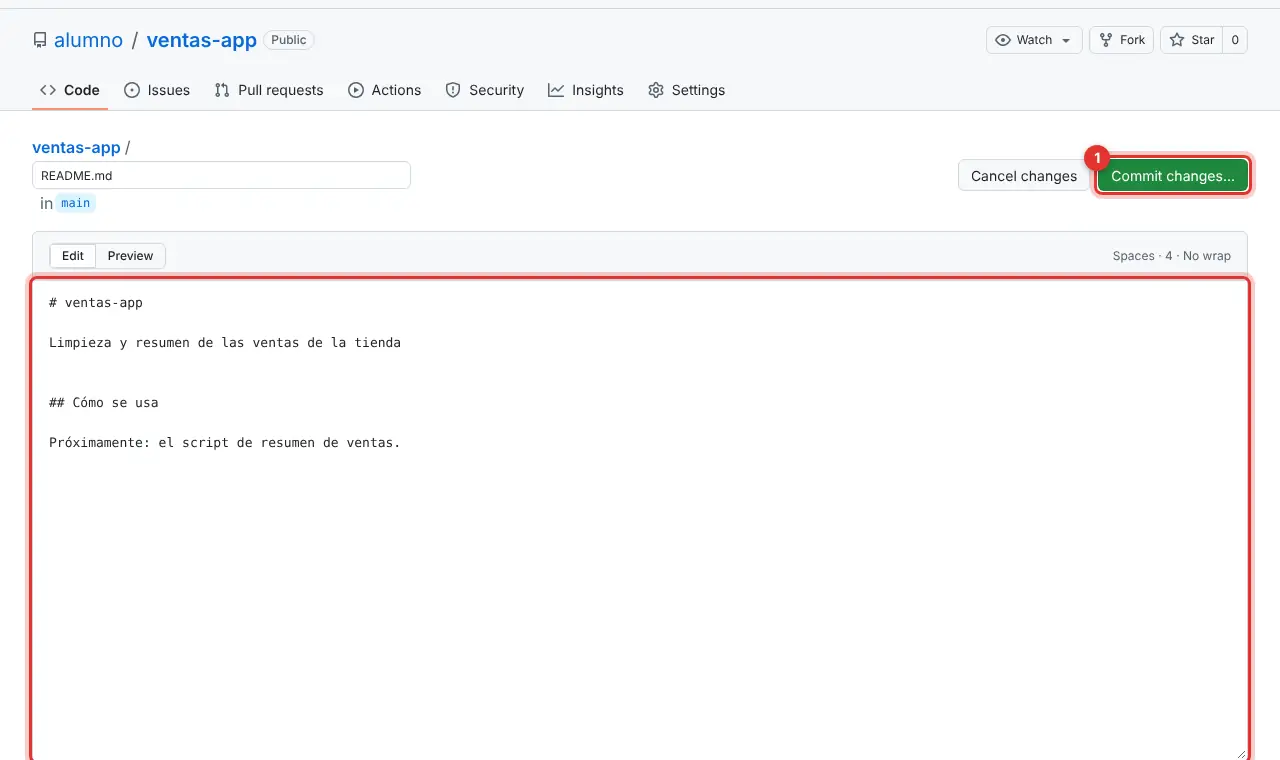 alumno / ventas-app Public Watch Fork Star 0
Code Issues Pull requests Actions Security Insights Settings
ventas-app /
README.md
in main
Cancel changes
1
Commit changes...
Edit Preview Spaces · 4 · No wrap
# ventas-app
Limpieza y resumen de las ventas de la tienda
## Cómo se usa
Próximamente: el script de resumen de ventas.